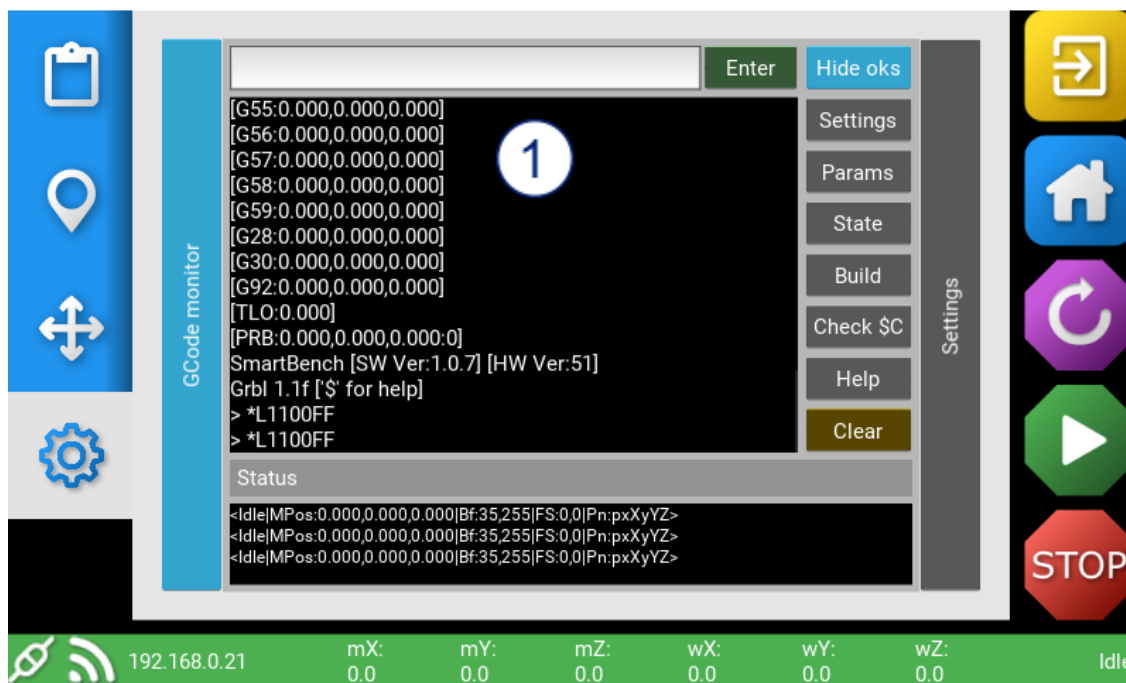 Enter
Hide oks
[G55:0.000,0.000,0.000]
[G56:0.000,0.000,0.000]
[G57:0.000,0.000,0.000]
[G58:0.000,0.000,0.000]
[G59:0.000,0.000,0.000]
[G28:0.000,0.000,0.000]
[G30:0.000,0.000,0.000]
[G92:0.000,0.000,0.000]
[TLO:0.000]
[PRB:0.000,0.000,0.000:0]
SmartBench [SW Ver:1.0.7] [HW Ver:51]
Grbl 1.1f ['$' for help]
> *L1100FF
> *L1100FF
1
Settings
Params
State
Build
Check $C
Help
Clear
GCode monitor
Settings
Status
<Idle|MPos:0.000,0.000,0.000|Bf:35,255|FS:0,0|Pn:pxXyYZ>
<Idle|MPos:0.000,0.000,0.000|Bf:35,255|FS:0,0|Pn:pxXyYZ>
<Idle|MPos:0.000,0.000,0.000|Bf:35,255|FS:0,0|Pn:pxXyYZ>
STOP
192.168.0.21
mX:
0.0
mY:
0.0
mZ:
0.0
wX:
0.0
wY:
0.0
wZ:
0.0
Idle